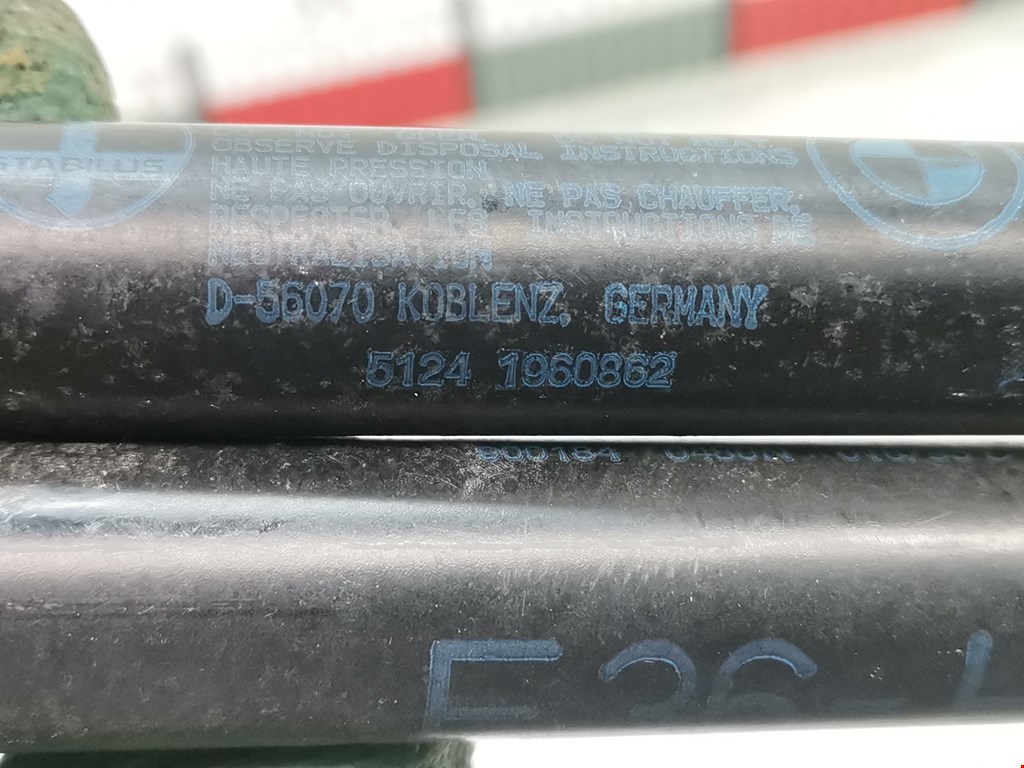 STABILUS
OBSERVE DISPOSAL INSTRUCTIONS
HAUTE PRESSION
NE PAS OUVRIR. NE PAS CHAUFFER,
RESPECTER LES INSTRUCTIONS DE
NEUTRALISATION
D-56070 KOBLENZ, GERMANY
5124 1960862
E36